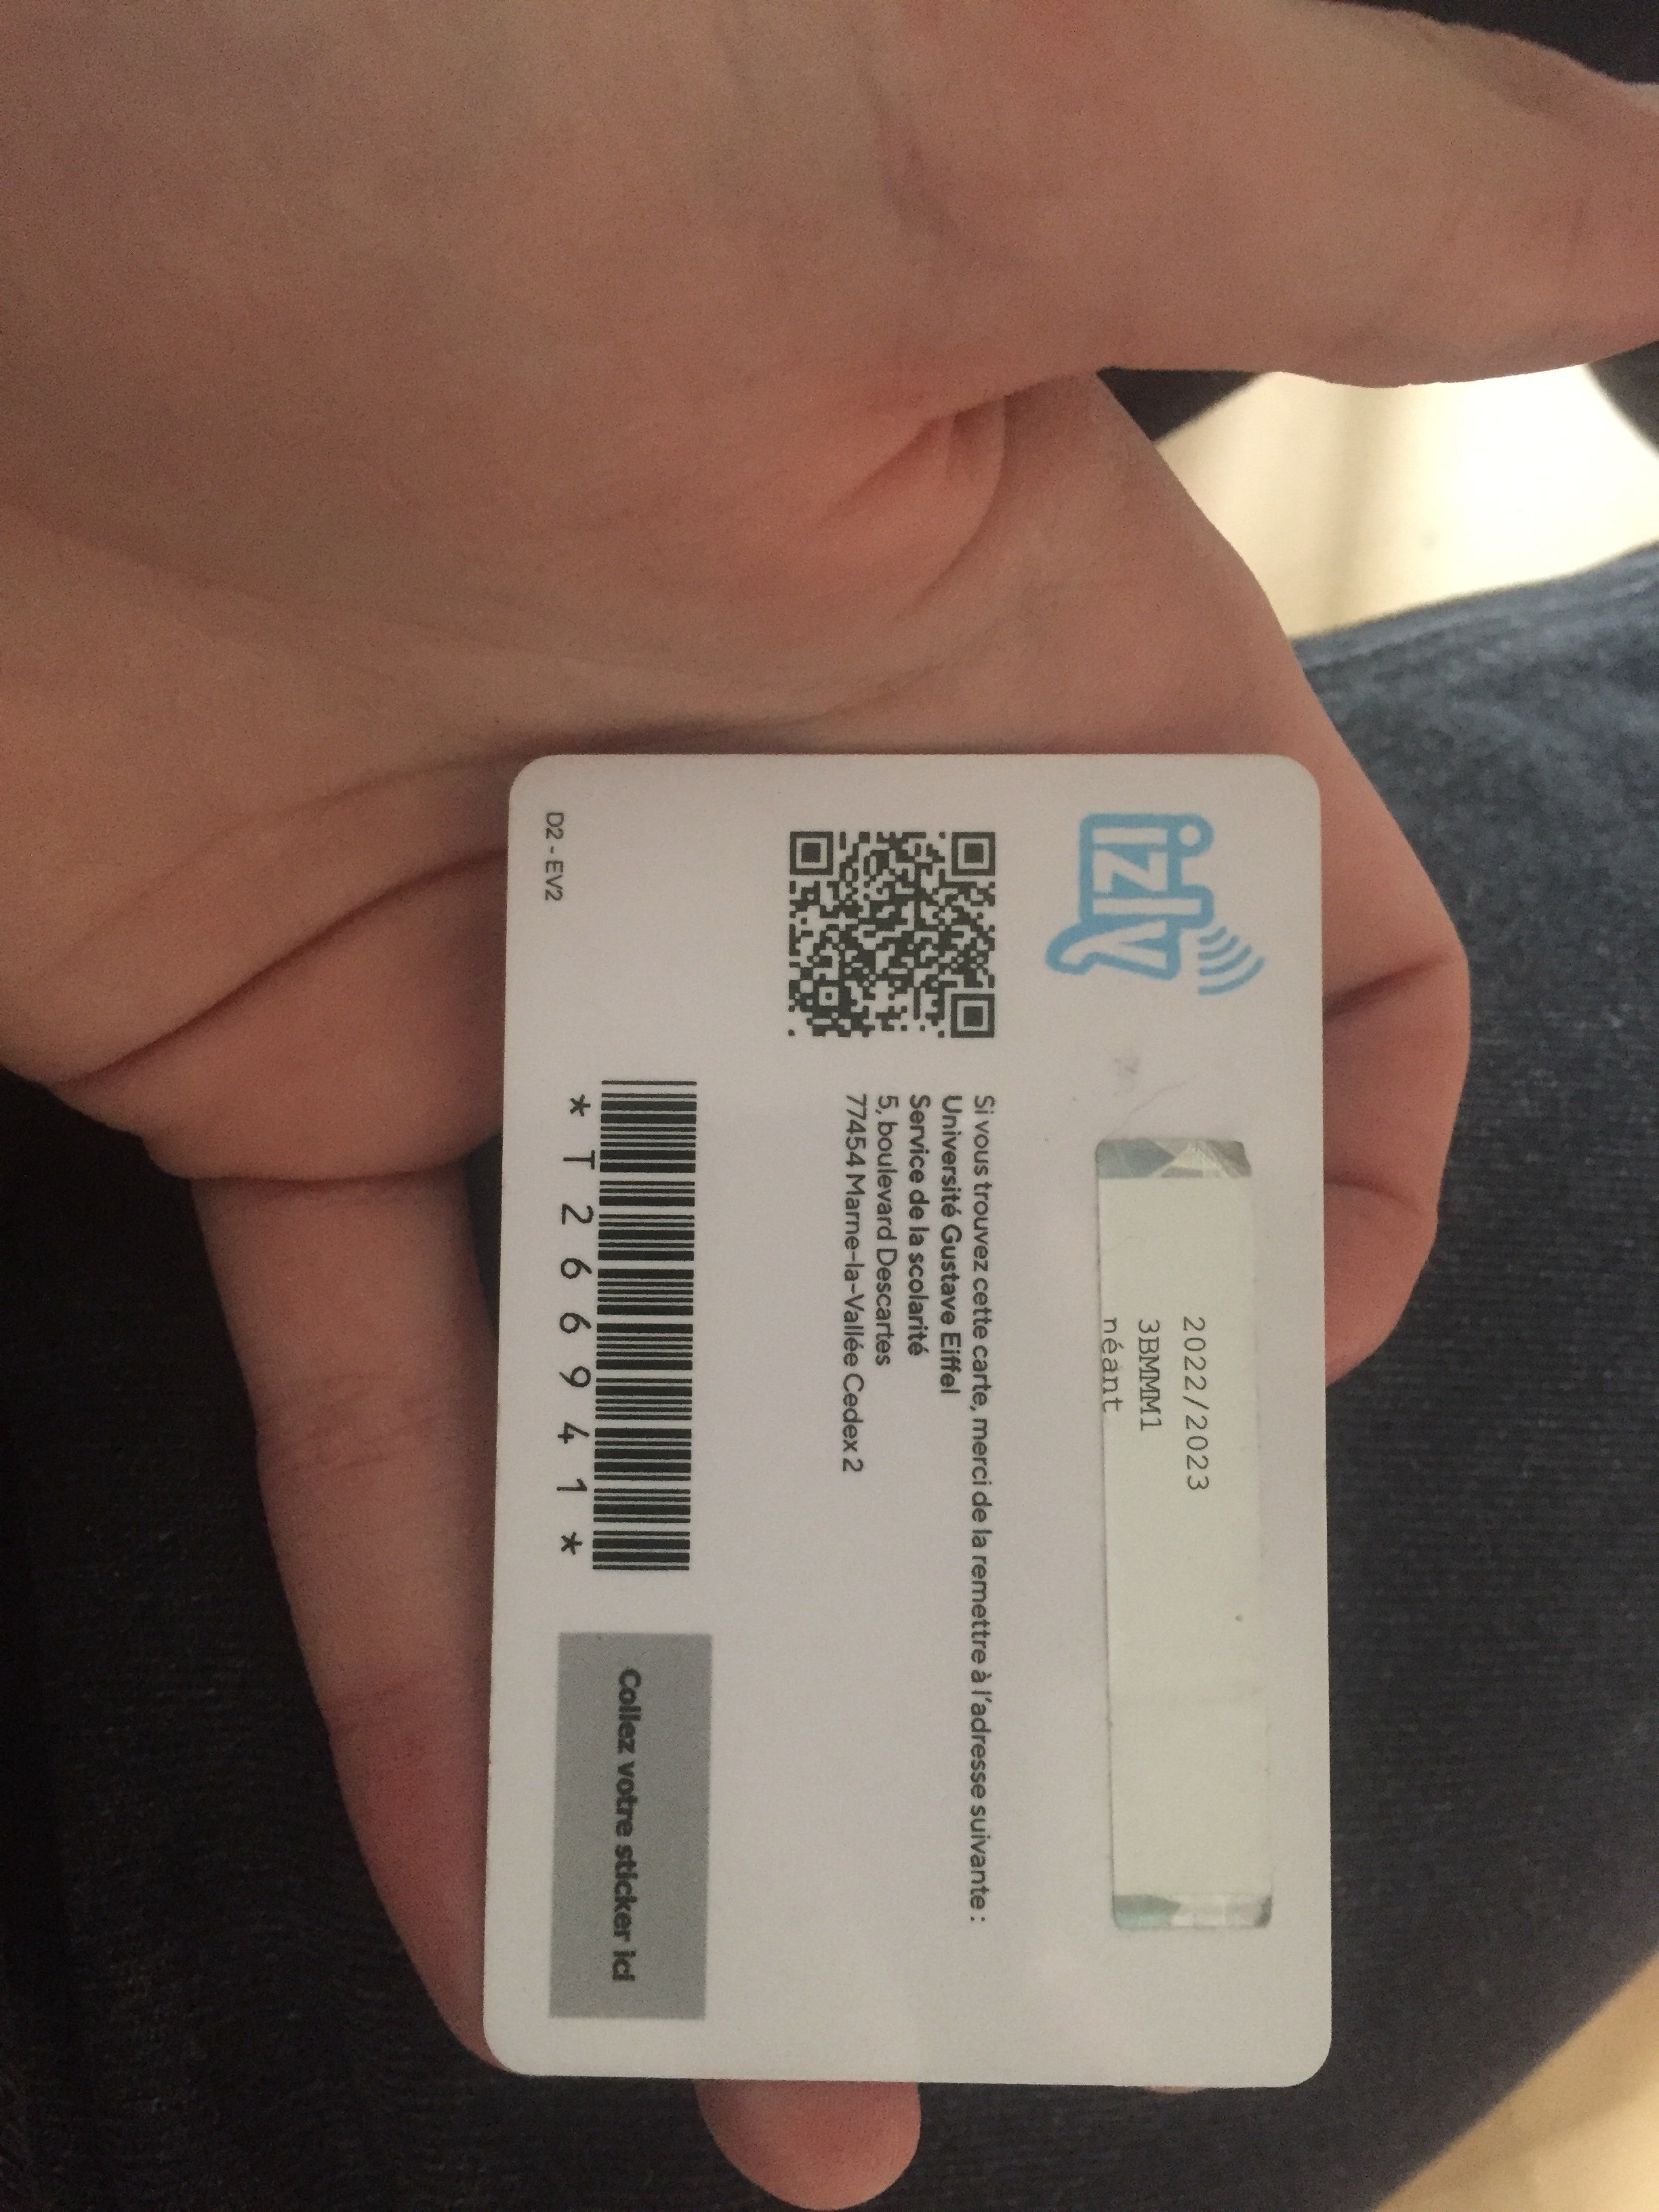 izly
2022/2023
3BMMM1
néant
Si vous trouvez cette carte, merci de la remettre à l'adresse suivante :
Université Gustave Eiffel
Service de la scolarité
5, boulevard Descartes
77454 Marne-la-Vallée Cedex 2
*T2669941*
Collez votre sticker ici
D2 - EV2